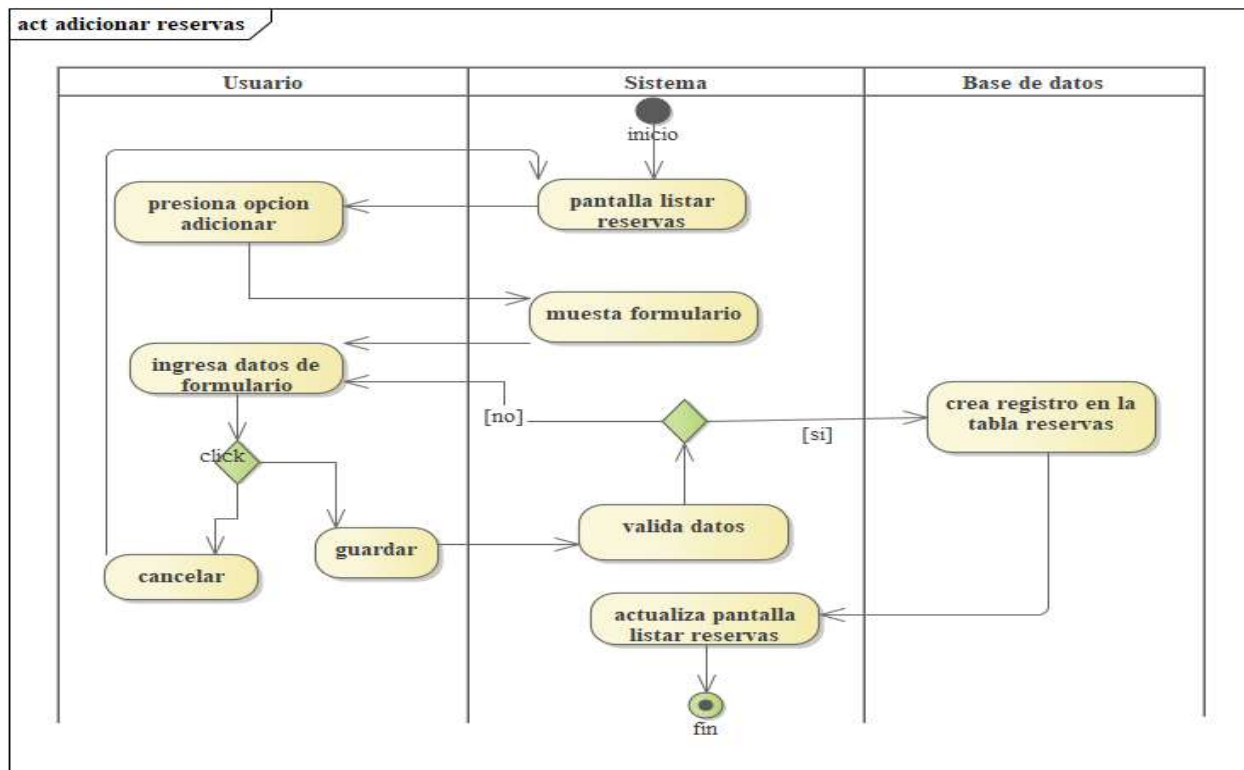 act adicionar reservas
Usuario
Sistema
Base de datos
inicio
presiona opcion
adicionar
pantalla listar
reservas
muesta formulario
ingresa datos de
formulario
[no]
[si]
crea registro en la
tabla reservas
click
valida datos
guardar
cancelar
actualiza pantalla
listar reservas
fin